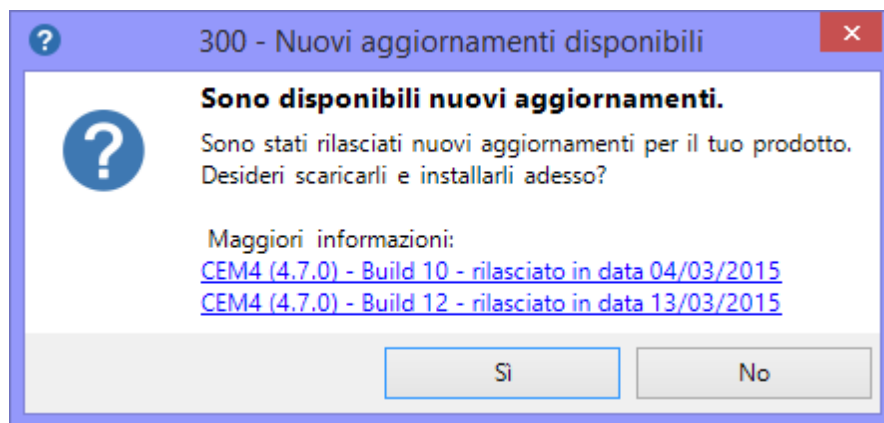 300 - Nuovi aggiornamenti disponibili
Sono disponibili nuovi aggiornamenti.
Sono stati rilasciati nuovi aggiornamenti per il tuo prodotto.
Desideri scaricarli e installarli adesso?
Maggiori informazioni:
CEM4 (4.7.0) - Build 10 - rilasciato in data 04/03/2015
CEM4 (4.7.0) - Build 12 - rilasciato in data 13/03/2015
Sì No